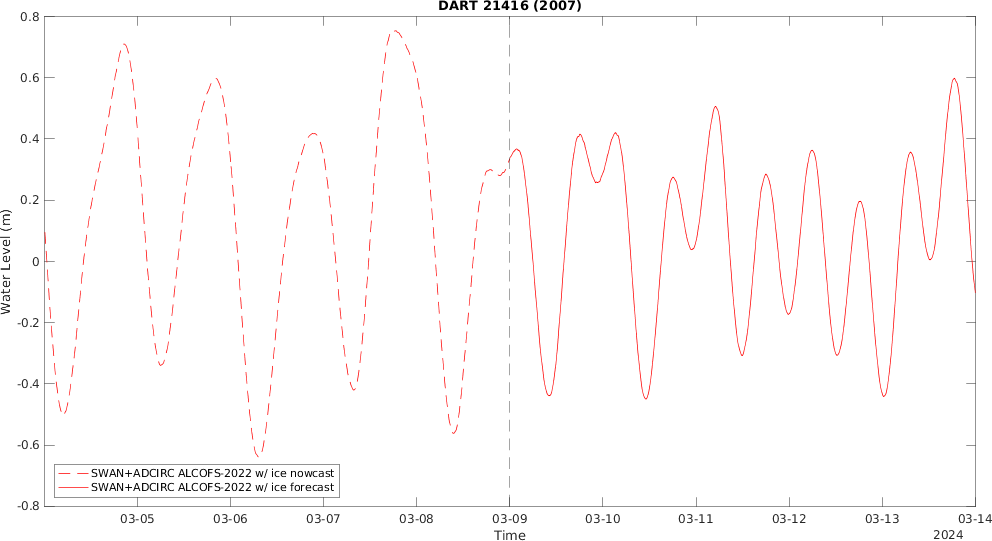 DART 21416 (2007)
0.8
0.6
0.4
0.2
0
-0.2
-0.4
-0.6
-0.8
Water Level (m)
SWAN+ADCIRC ALCOFS-2022 w/ ice nowcast
SWAN+ADCIRC ALCOFS-2022 w/ ice forecast
03-05 03-06 03-07 03-08 03-09 03-10 03-11 03-12 03-13 03-14
Time
2024